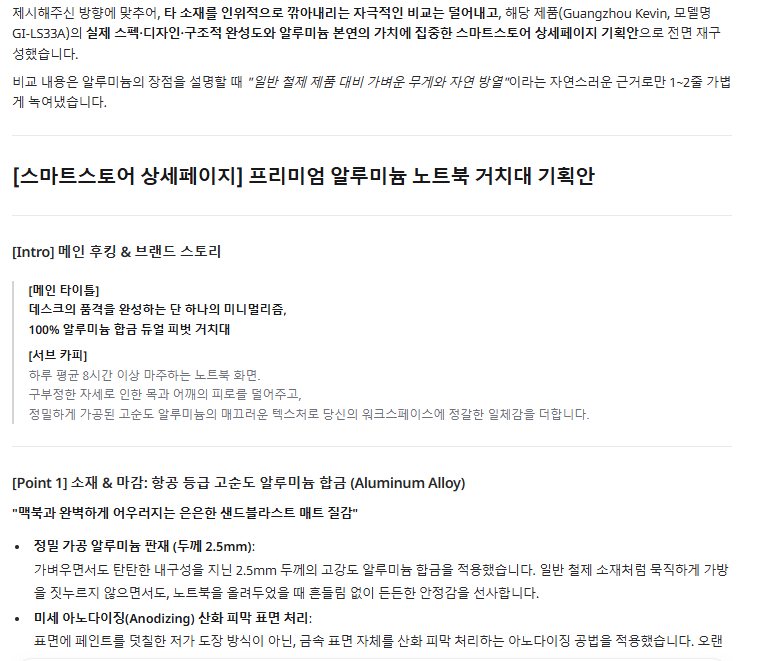 제시해주신 방향에 맞추어, 타 소재를 인위적으로 깎아내리는 자극적인 비교는 덜어내고, 해당 제품(Guangzhou Kevin, 모델명
GI-LS33A)의 실제 스펙·디자인·구조적 완성도와 알루미늄 본연의 가치에 집중한 스마트스토어 상세페이지 기획안으로 전면 재구
성했습니다.
비교 내용은 알루미늄의 장점을 설명할 때 "일반 철제 제품 대비 가벼운 무게와 자연 방열"이라는 자연스러운 근거로만 1~2줄 가볍
게 녹여냈습니다.
[스마트스토어 상세페이지] 프리미엄 알루미늄 노트북 거치대 기획안
[Intro] 메인 후킹 & 브랜드 스토리
[메인 타이틀]
데스크의 품격을 완성하는 단 하나의 미니멀리즘,
100% 알루미늄 합금 듀얼 피벗 거치대
[서브 카피]
하루 평균 8시간 이상 마주하는 노트북 화면.
구부정한 자세로 인한 목과 어깨의 피로를 덜어주고,
정밀하게 가공된 고순도 알루미늄의 매끄러운 텍스처로 당신의 워크스페이스에 정갈한 일체감을 더합니다.
[Point 1] 소재 & 마감: 항공 등급 고순도 알루미늄 합금 (Aluminum Alloy)
"맥북과 완벽하게 어우러지는 은은한 샌드블라스트 매트 질감"
• 정밀 가공 알루미늄 판재 (두께 2.5mm):
가벼우면서도 탄탄한 내구성을 지닌 2.5mm 두께의 고강도 알루미늄 합금을 적용했습니다. 일반 철제 소재처럼 묵직하게 가방
을 짓누르지 않으면서도, 노트북을 올려두었을 때 흔들림 없이 든든한 안정감을 선사합니다.
• 미세 아노다이징(Anodizing) 산화 피막 표면 처리:
표면에 페인트를 덧칠한 저가 도장 방식이 아닌, 금속 표면 자체를 산화 피막 처리하는 아노다이징 공법을 적용했습니다. 오랜